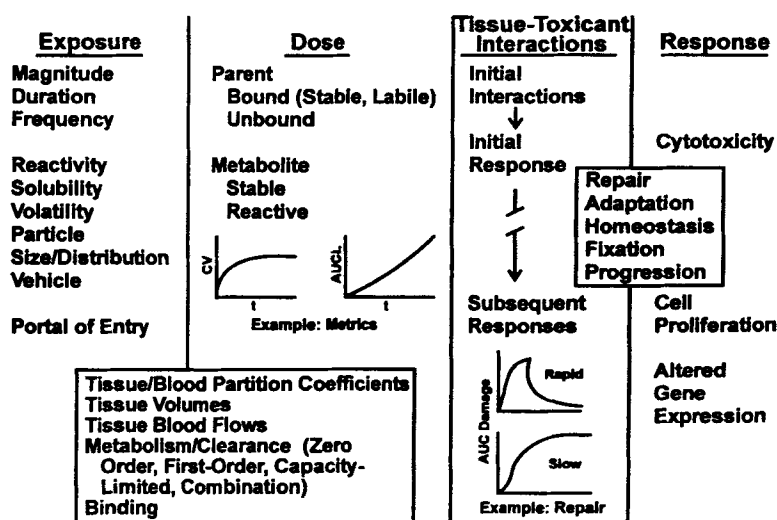 Exposure
Magnitude
Duration
Frequency
Reactivity
Solubility
Volatility
Particle
Size/Distribution
Vehicle
Portal of Entry
Dose
Parent
Bound (Stable, Labile)
Unbound
Metabolite
Stable
Reactive
CV
t
AUCL
t
Example: Metrics
Tissue/Blood Partition Coefficients
Tissue Volumes
Tissue Blood Flows
Metabolism/Clearance (Zero
Order, First-Order, Capacity-
Limited, Combination)
Binding
Tissue-Toxicant
Interactions
Initial
Interactions
Initial
Response
Subsequent
Responses
AUC Damage
Rapid
Slow
Example: Repair
Repair
Adaptation
Homeostasis
Fixation
Progression
Response
Cytotoxicity
Cell
Proliferation
Altered
Gene
Expression